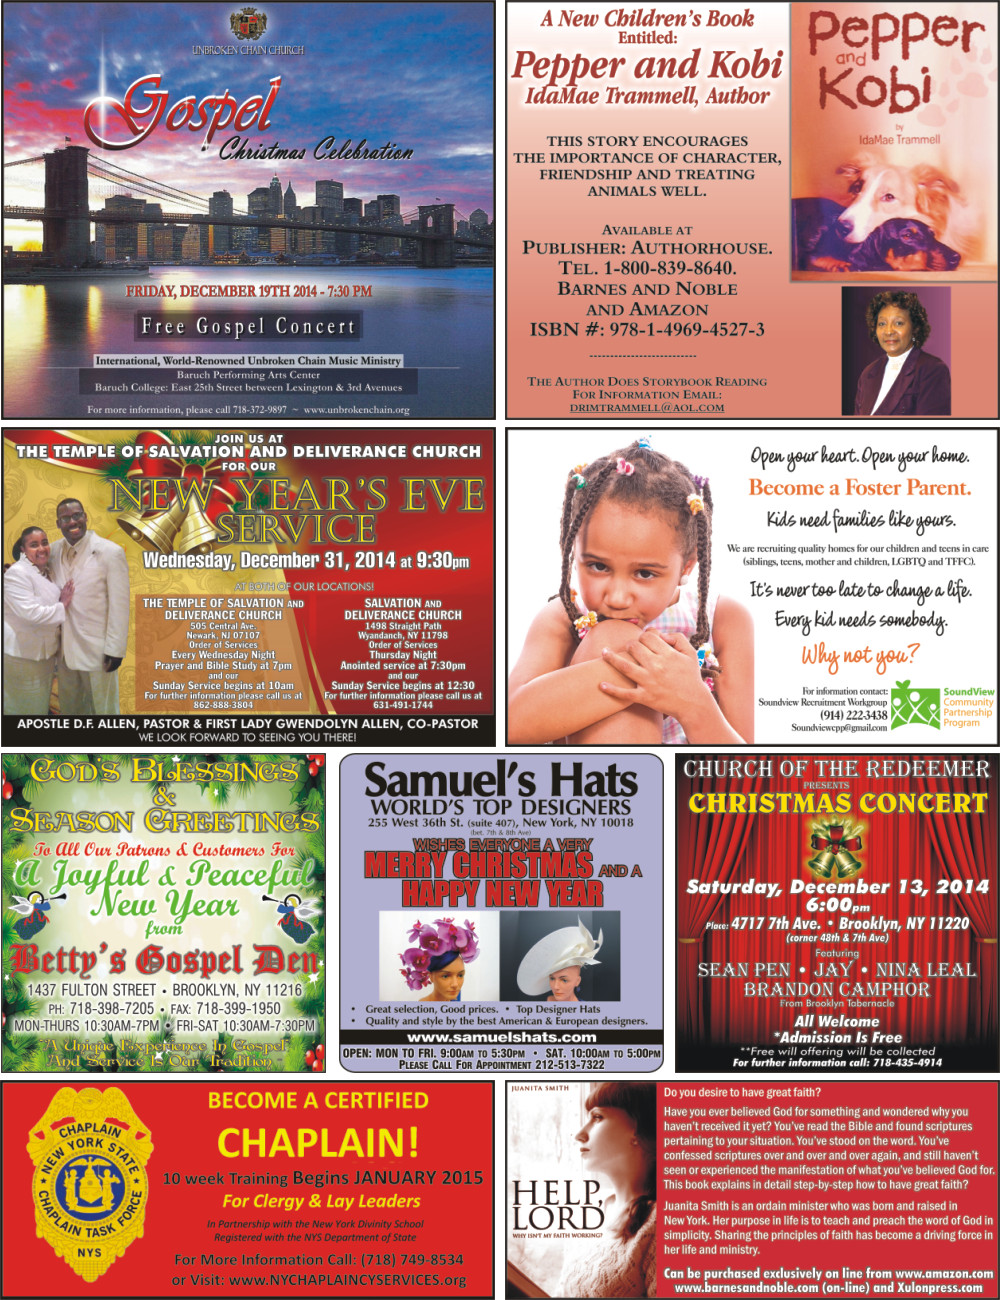 UNBROKEN CHAIN CHURCH
Gospel
Christmas Celebration
FRIDAY, DECEMBER 19TH 2014 - 7:30 PM
Free Gospel Concert
International, World-Renowned Unbroken Chain Music Ministry
Baruch Performing Arts Center
Baruch College: East 25th Street between Lexington & 3rd Avenues
For more information, please call 718-372-9897 ~ www.unbrokenchain.org
A New Children's Book
Entitled:
Pepper and Kobi
IdaMae Trammell, Author
THIS STORY ENCOURAGES
THE IMPORTANCE OF CHARACTER,
FRIENDSHIP AND TREATING
ANIMALS WELL.
AVAILABLE AT
PUBLISHER: AUTHORHOUSE.
TEL. 1-800-839-8640.
BARNES AND NOBLE
AND AMAZON
ISBN #: 978-1-4969-4527-3
--------------------------
THE AUTHOR DOES STORYBOOK READING
FOR INFORMATION EMAIL:
DRIMTRAMMELL@AOL.COM
Pepper
and
Kobi
by
IdaMae Trammell
JOIN US AT
THE TEMPLE OF SALVATION AND DELIVERANCE CHURCH
FOR OUR
NEW YEAR'S EVE
SERVICE
Wednesday, December 31, 2014 at 9:30pm
AT BOTH OF OUR LOCATIONS!
THE TEMPLE OF SALVATION AND
DELIVERANCE CHURCH
505 Central Ave.
Newark, NJ 07107
Order of Services
Every Wednesday Night
Prayer and Bible Study at 7pm
and our
Sunday Service begins at 10am
For further information please call us at
862-888-3804
SALVATION AND
DELIVERANCE CHURCH
1498 Straight Path
Wyandanch, NY 11798
Order of Services
Thursday Night
Anointed service at 7:30pm
and our
Sunday Service begins at 12:30
For further information please call us at
631-491-1744
APOSTLE D.F. ALLEN, PASTOR & FIRST LADY GWENDOLYN ALLEN, CO-PASTOR
WE LOOK FORWARD TO SEEING YOU THERE!
Open your heart. Open your home.
Become a Foster Parent.
Kids need families like yours.
We are recruiting quality homes for our children and teens in care
(siblings, teens, mother and children, LGBTQ and TFFC).
It's never too late to change a life.
Every kid needs somebody.
Why not you?
For information contact:
Soundview Recruitment Workgroup
(914) 222-3438
Soundviewcpp@gmail.com
SoundView
Community
Partnership
Program
GOD'S BLESSINGS
&
SEASON GREETINGS
To All Our Patrons & Customers For
A Joyful & Peaceful
New Year
from
Betty's Gospel Den
1437 FULTON STREET • BROOKLYN, NY 11216
PH: 718-398-7205 • FAX: 718-399-1950
MON-THURS 10:30AM-7PM • FRI-SAT 10:30AM-7:30PM
"A Unique Experience In Gospel"
"And Service Is Our Tradition"
Samuel's Hats
WORLD'S TOP DESIGNERS
255 West 36th St. (suite 407), New York, NY 10018
(bet. 7th & 8th Ave)
WISHES EVERYONE A VERY
MERRY CHRISTMAS AND A
HAPPY NEW YEAR
• Great selection, Good prices. • Top Designer Hats
• Quality and style by the best American & European designers.
www.samuelshats.com
OPEN: MON TO FRI. 9:00AM TO 5:30PM • SAT. 10:00AM TO 5:00PM
PLEASE CALL FOR APPOINTMENT 212-513-7322
CHURCH OF THE REDEEMER
PRESENTS
CHRISTMAS CONCERT
Saturday, December 13, 2014
6:00pm
Place: 4717 7th Ave. • Brooklyn, NY 11220
(corner 48th & 7th Ave)
Featuring
SEAN PEN • JAY • NINA LEAL
BRANDON CAMPHOR
From Brooklyn Tabernacle
All Welcome
*Admission Is Free
**Free will offering will be collected
For further information call: 718-435-4914
CHAPLAIN
NEW YORK STATE
CHAPLAIN TASK FORCE
NYS
BECOME A CERTIFIED
CHAPLAIN!
10 week Training Begins JANUARY 2015
For Clergy & Lay Leaders
In Partnership with the New York Divinity School
Registered with the NYS Department of State
For More Information Call: (718) 749-8534
or Visit: www.NYCHAPLAINCYSERVICES.org
JUANITA SMITH
HELP,
LORD
WHY ISN'T MY FAITH WORKING?
Do you desire to have great faith?
Have you ever believed God for something and wondered why you
haven't received it yet? You've read the Bible and found scriptures
pertaining to your situation. You've stood on the word. You've
confessed scriptures over and over and over again, and still haven't
seen or experienced the manifestation of what you've believed God for.
This book explains in detail step-by-step how to have great faith?
Juanita Smith is an ordain minister who was born and raised in
New York. Her purpose in life is to teach and preach the word of God in
simplicity. Sharing the principles of faith has become a driving force in
her life and ministry.
Can be purchased exclusively on line from www.amazon.com
www.barnesandnoble.com (on-line) and Xulonpress.com